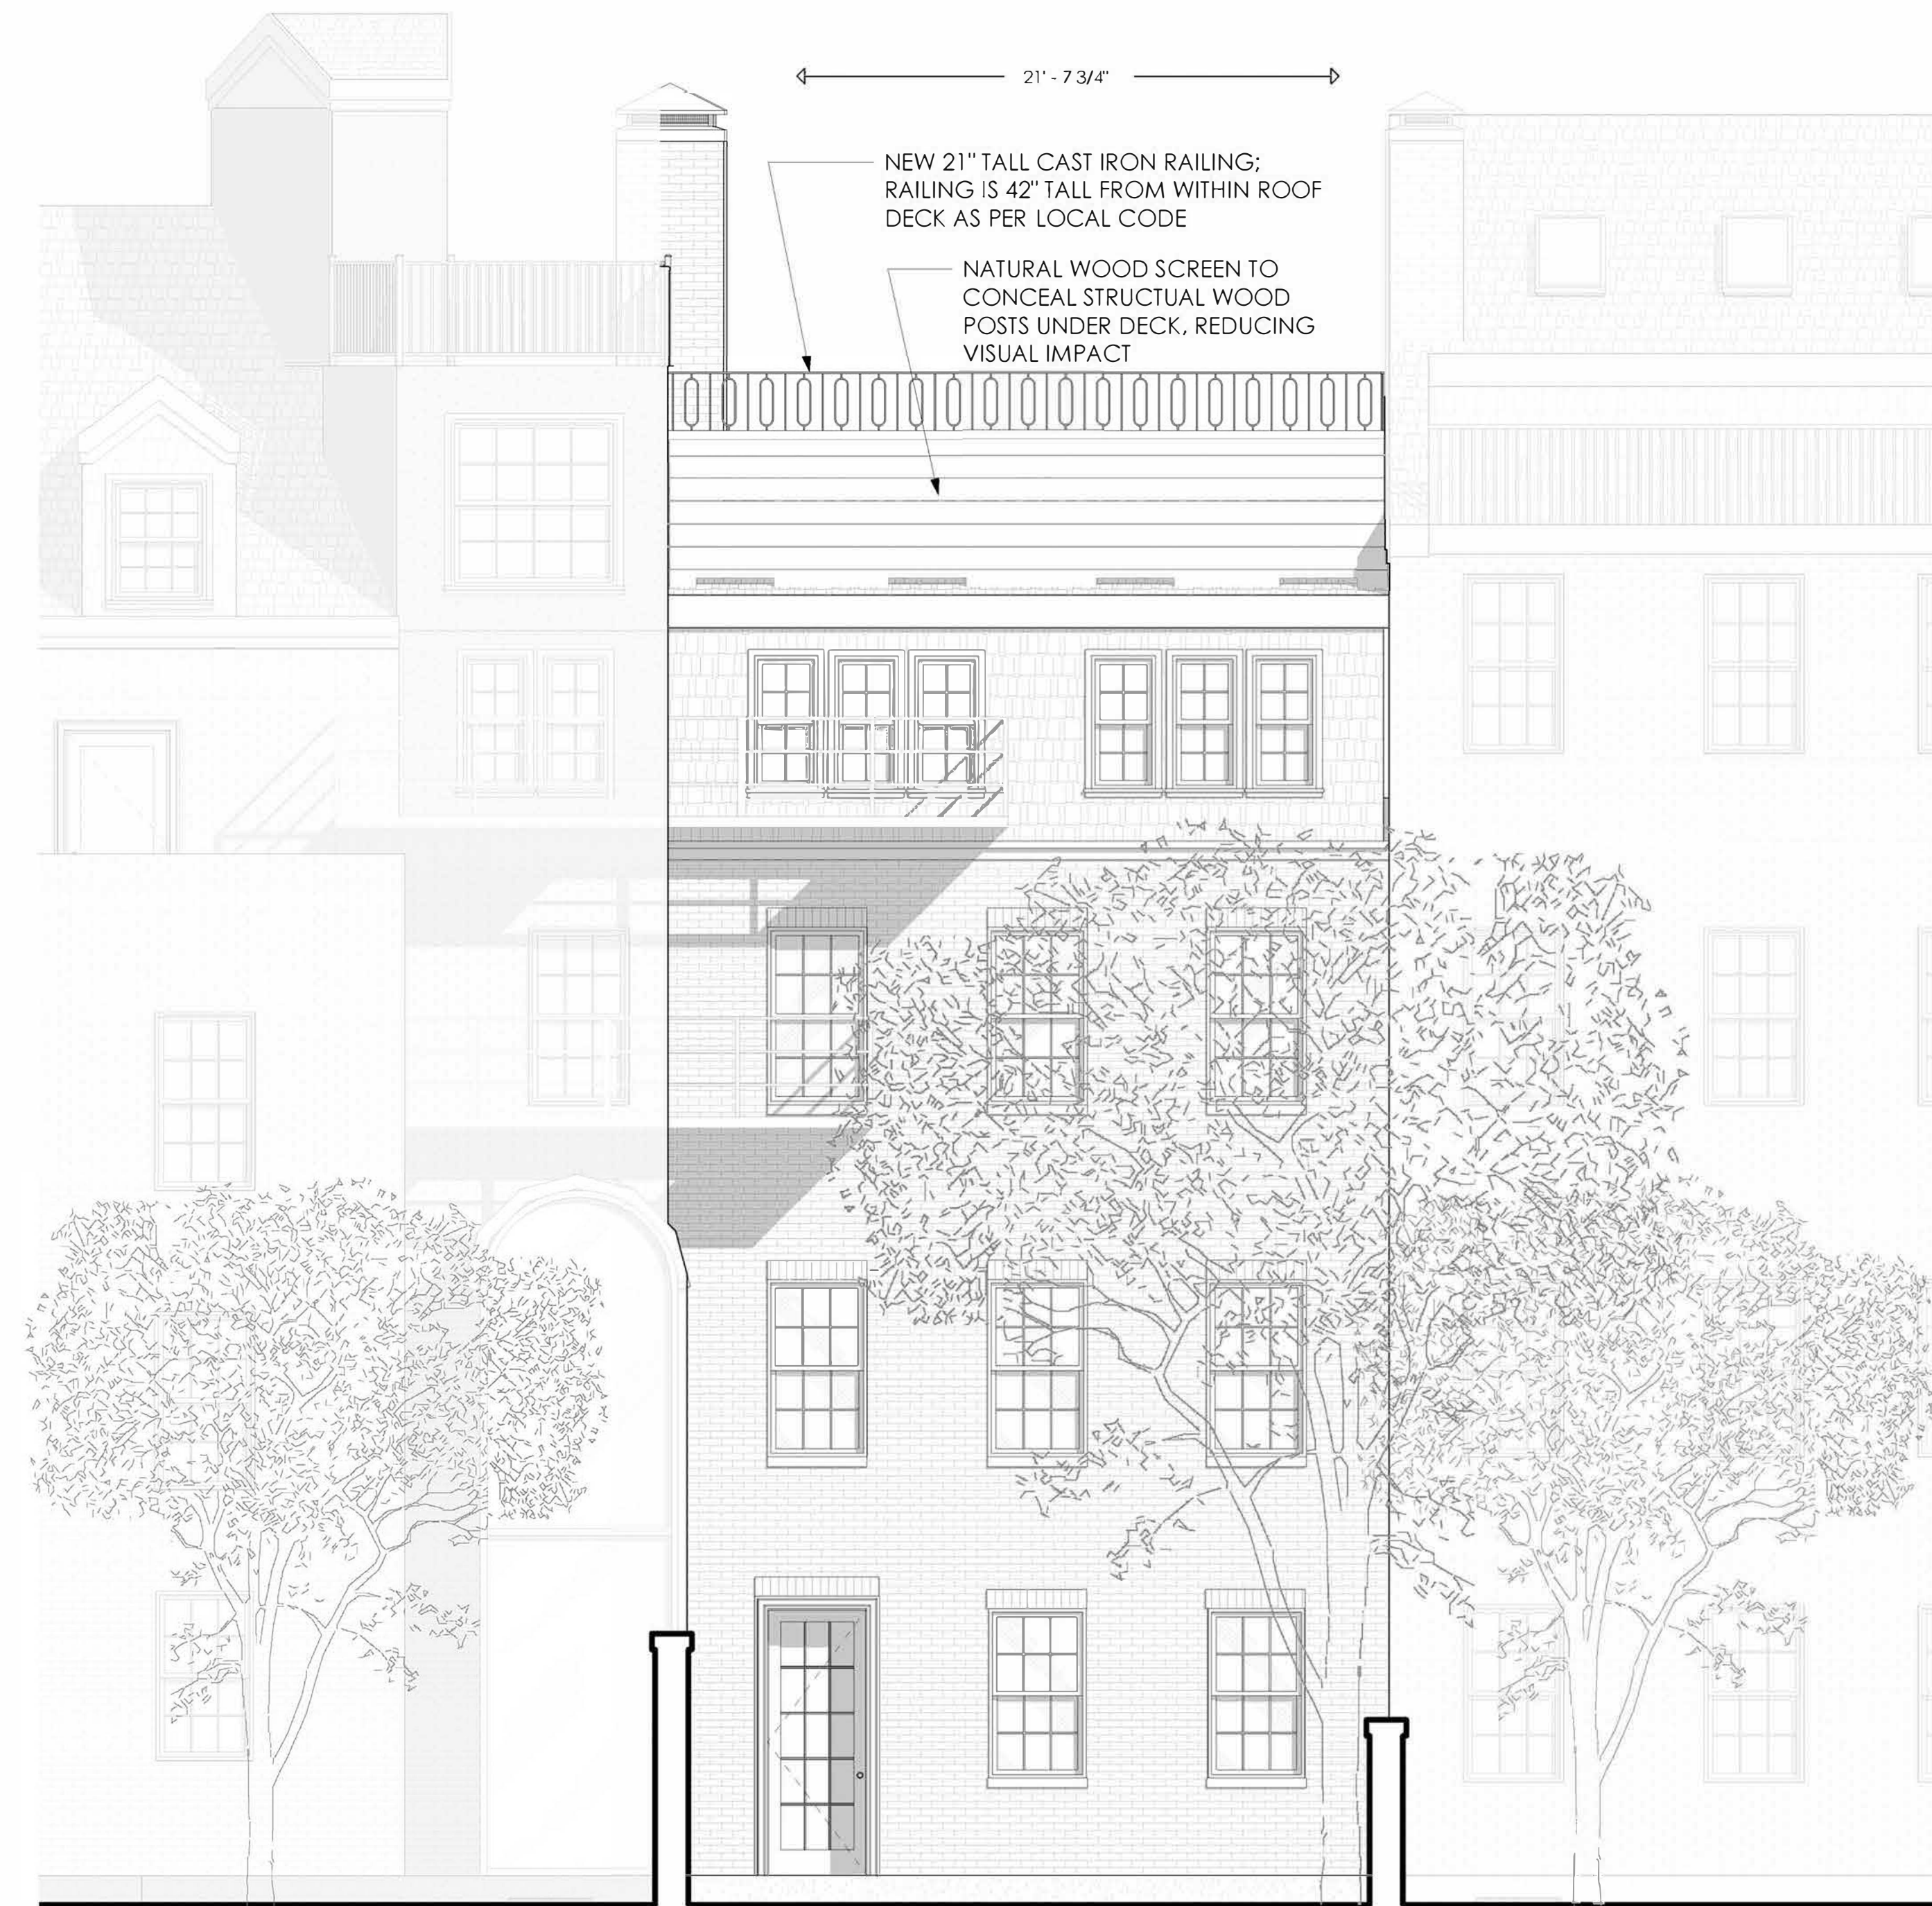 21' - 7 3/4"
NEW 21" TALL CAST IRON RAILING;
RAILING IS 42" TALL FROM WITHIN ROOF
DECK AS PER LOCAL CODE
NATURAL WOOD SCREEN TO
CONCEAL STRUCTUAL WOOD
POSTS UNDER DECK, REDUCING
VISUAL IMPACT